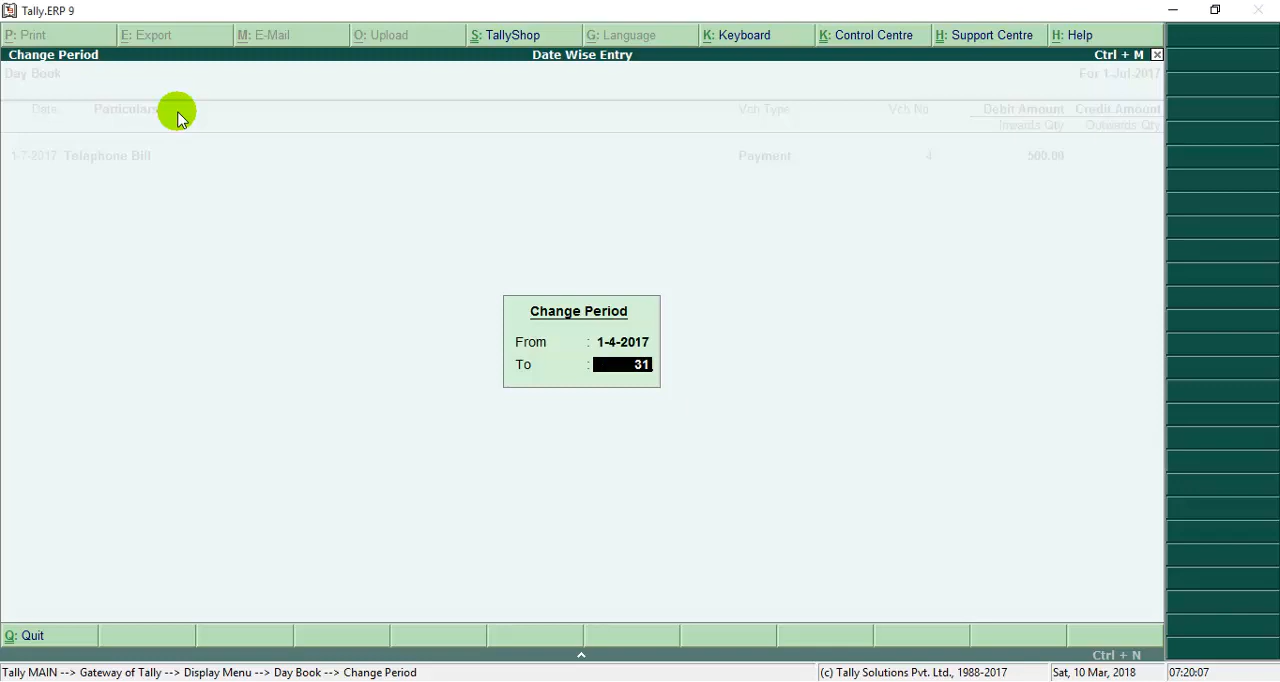 Tally.ERP 9
P: Print E: Export M: E-Mail O: Upload S: TallyShop G: Language K: Keyboard K: Control Centre H: Support Centre H: Help
Change Period Date Wise Entry Ctrl + M
Day Book For 1-Jul-2017
Date Particulars Vch Type Vch No. Debit Amount Credit Amount
Inwards Qty Outwards Qty
1-7-2017 Telaphone Bill Payment 4 500.00
Change Period
From : 1-4-2017
To : 31
Q: Quit
Ctrl + N
Tally MAIN --> Gateway of Tally --> Display Menu --> Day Book --> Change Period (c) Tally Solutions Pvt. Ltd., 1988-2017 Sat, 10 Mar, 2018 07:20:07